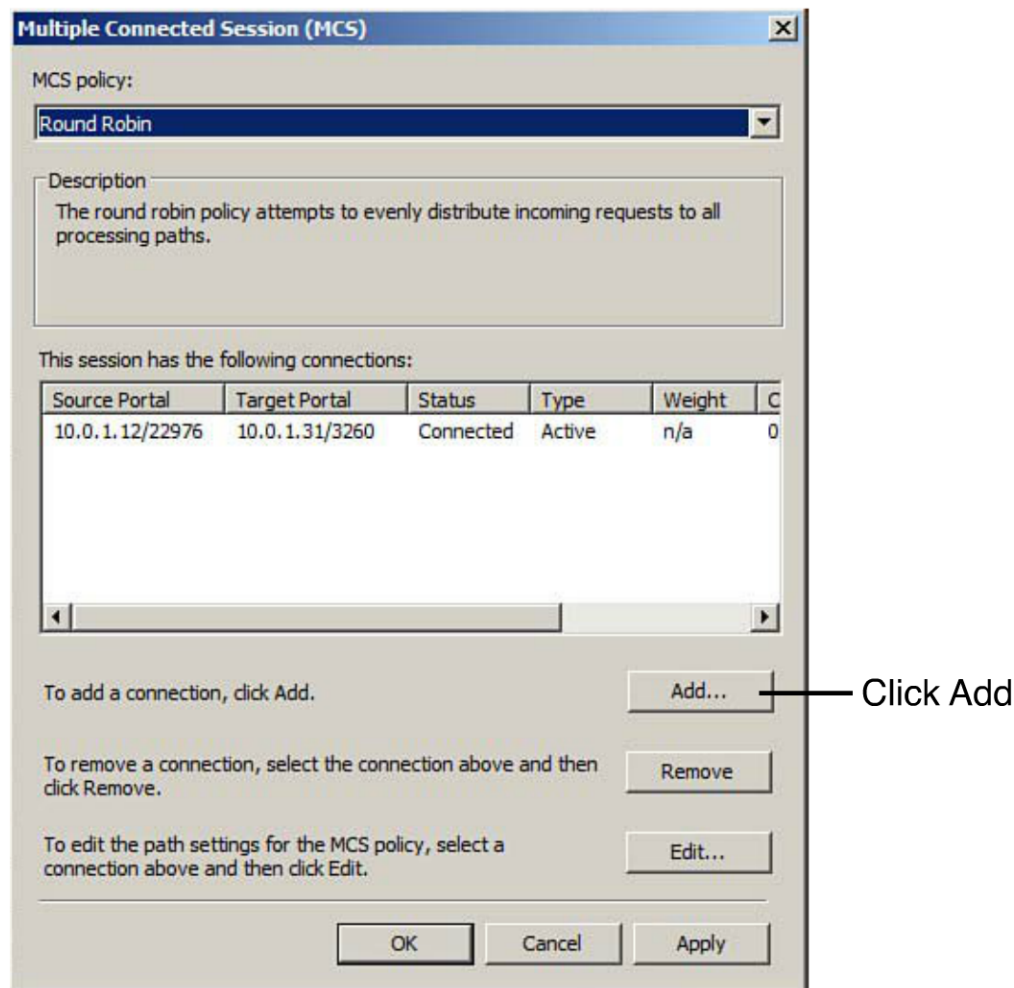 Multiple Connected Session (MCS)
MCS policy:
Round Robin
Description
The round robin policy attempts to evenly distribute incoming requests to all
processing paths.
This session has the following connections:
Source Portal Target Portal Status Type Weight C
10.0.1.12/22976 10.0.1.31/3260 Connected Active n/a 0
To add a connection, click Add. Add...
Click Add
To remove a connection, select the connection above and then
click Remove.
Remove
To edit the path settings for the MCS policy, select a
connection above and then click Edit.
Edit...
OK Cancel Apply